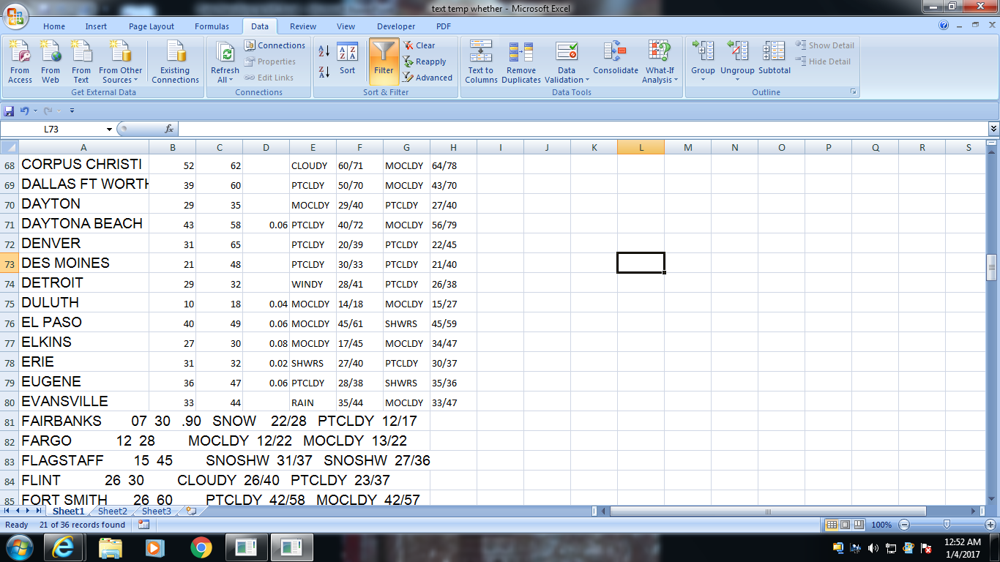 text temp whether - Microsoft Excel
Home Insert Page Layout Formulas Data Review View Developer PDF
From Access From Web From Text From Other Sources Existing Connections
Get External Data
Refresh All Connections Properties Edit Links
Connections
Sort Filter Clear Reapply Advanced
Sort & Filter
Text to Columns Remove Duplicates Data Validation Consolidate What-If Analysis
Data Tools
Group Ungroup Subtotal Show Detail Hide Detail
Outline
L73 fx
A B C D E F G H I J K L M N O P Q R S
68 CORPUS CHRISTI 52 62 CLOUDY 60/71 MOCLDY 64/78
69 DALLAS FT WORTH 39 60 PTCLDY 50/70 MOCLDY 43/70
70 DAYTON 29 35 MOCLDY 29/40 PTCLDY 27/40
71 DAYTONA BEACH 43 58 0.06 PTCLDY 40/72 MOCLDY 56/79
72 DENVER 31 65 PTCLDY 20/39 PTCLDY 22/45
73 DES MOINES 21 48 PTCLDY 30/33 PTCLDY 21/40
74 DETROIT 29 32 WINDY 28/41 PTCLDY 26/38
75 DULUTH 10 18 0.04 MOCLDY 14/18 MOCLDY 15/27
76 EL PASO 40 49 0.06 MOCLDY 45/61 SHWRS 45/59
77 ELKINS 27 30 0.08 MOCLDY 17/45 MOCLDY 34/47
78 ERIE 31 32 0.02 SHWRS 27/40 PTCLDY 30/37
79 EUGENE 36 47 0.06 PTCLDY 28/38 SHWRS 35/36
80 EVANSVILLE 33 44 RAIN 35/44 MOCLDY 33/47
81 FAIRBANKS 07 30 .90 SNOW 22/28 PTCLDY 12/17
82 FARGO 12 28 MOCLDY 12/22 MOCLDY 13/22
83 FLAGSTAFF 15 45 SNOSHW 31/37 SNOSHW 27/36
84 FLINT 26 30 CLOUDY 26/40 PTCLDY 23/37
85 FORT SMITH 26 60 PTCLDY 42/58 MOCLDY 42/57
Sheet1 Sheet2 Sheet3
Ready 21 of 36 records found 100%
12:52 AM
1/4/2017